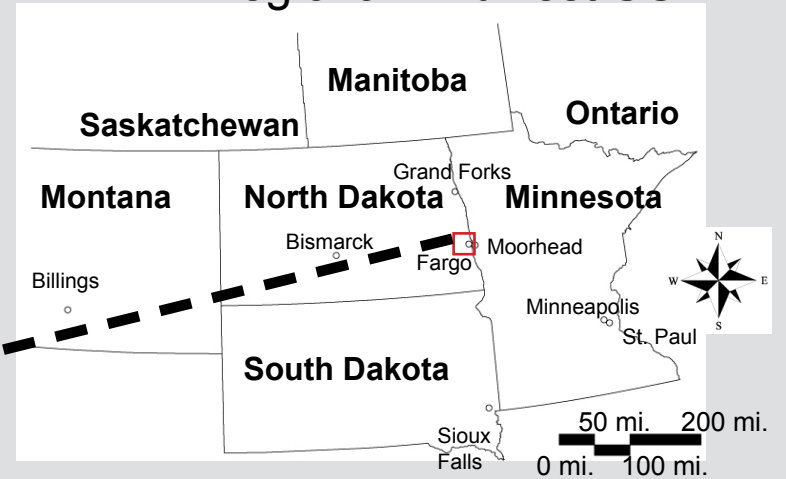 Manitoba
Ontario
Saskatchewan
Grand Forks
Montana
North Dakota
Minnesota
Bismarck
Moorhead
Fargo
Billings
N
W
E
S
Minneapolis
St. Paul
South Dakota
50 mi.
200 mi.
Sioux
Falls
0 mi.
100 mi.